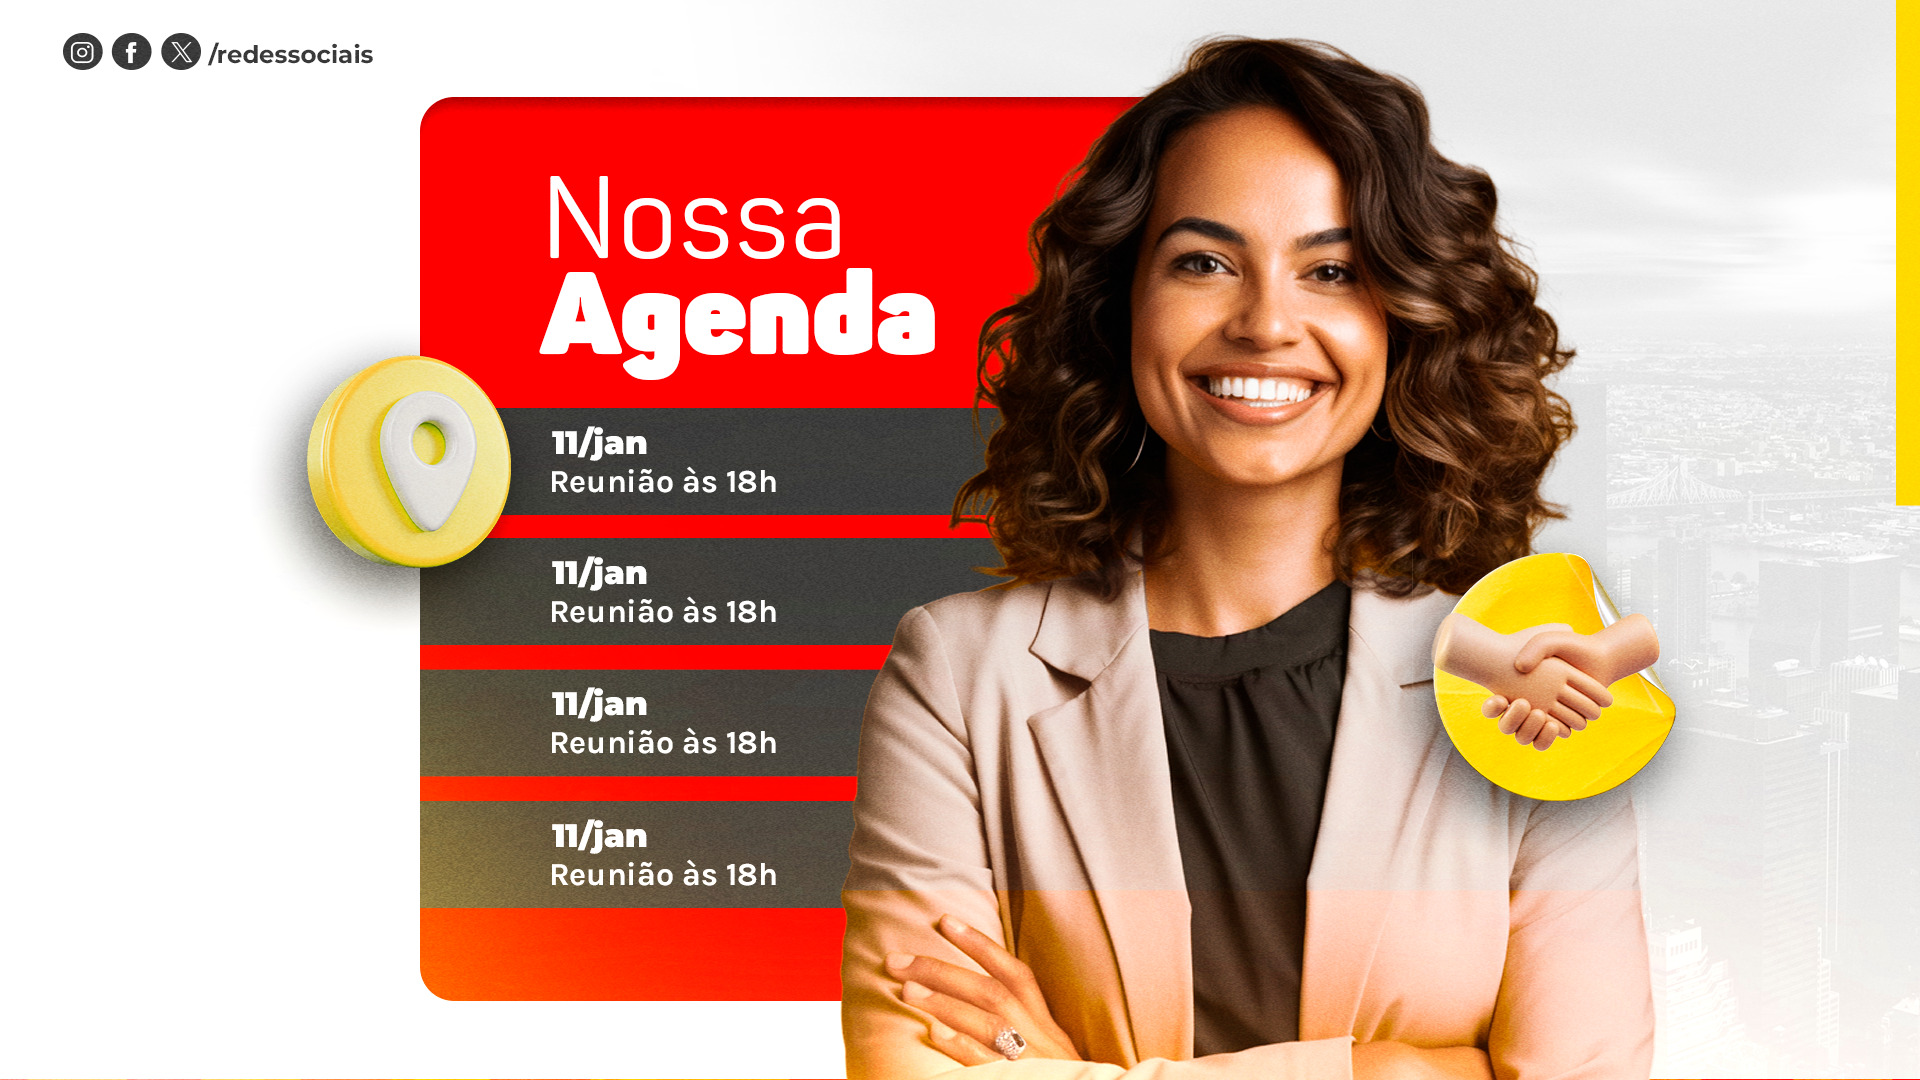 /redessociais
Nossa
Agenda
11/jan
Reunião às 18h
11/jan
Reunião às 18h
11/jan
Reunião às 18h
11/jan
Reunião às 18h